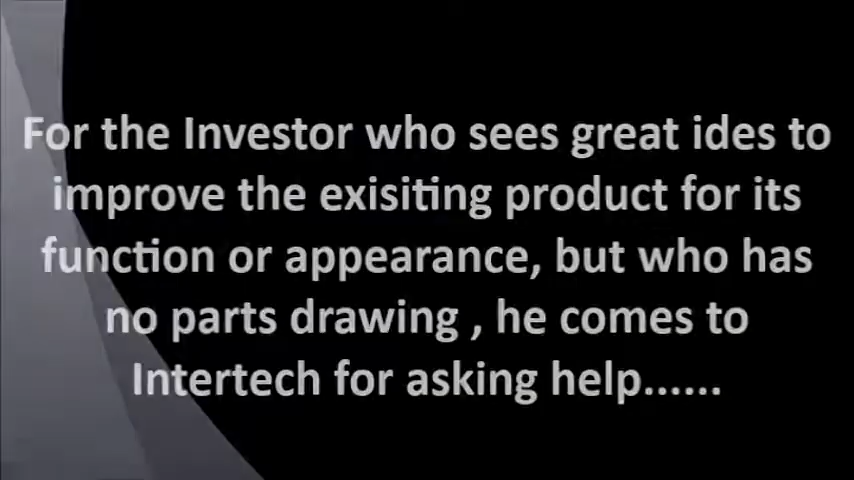 For the Investor who sees great ides to
improve the exisiting product for its
function or appearance, but who has
no parts drawing , he comes to
Intertech for asking help......